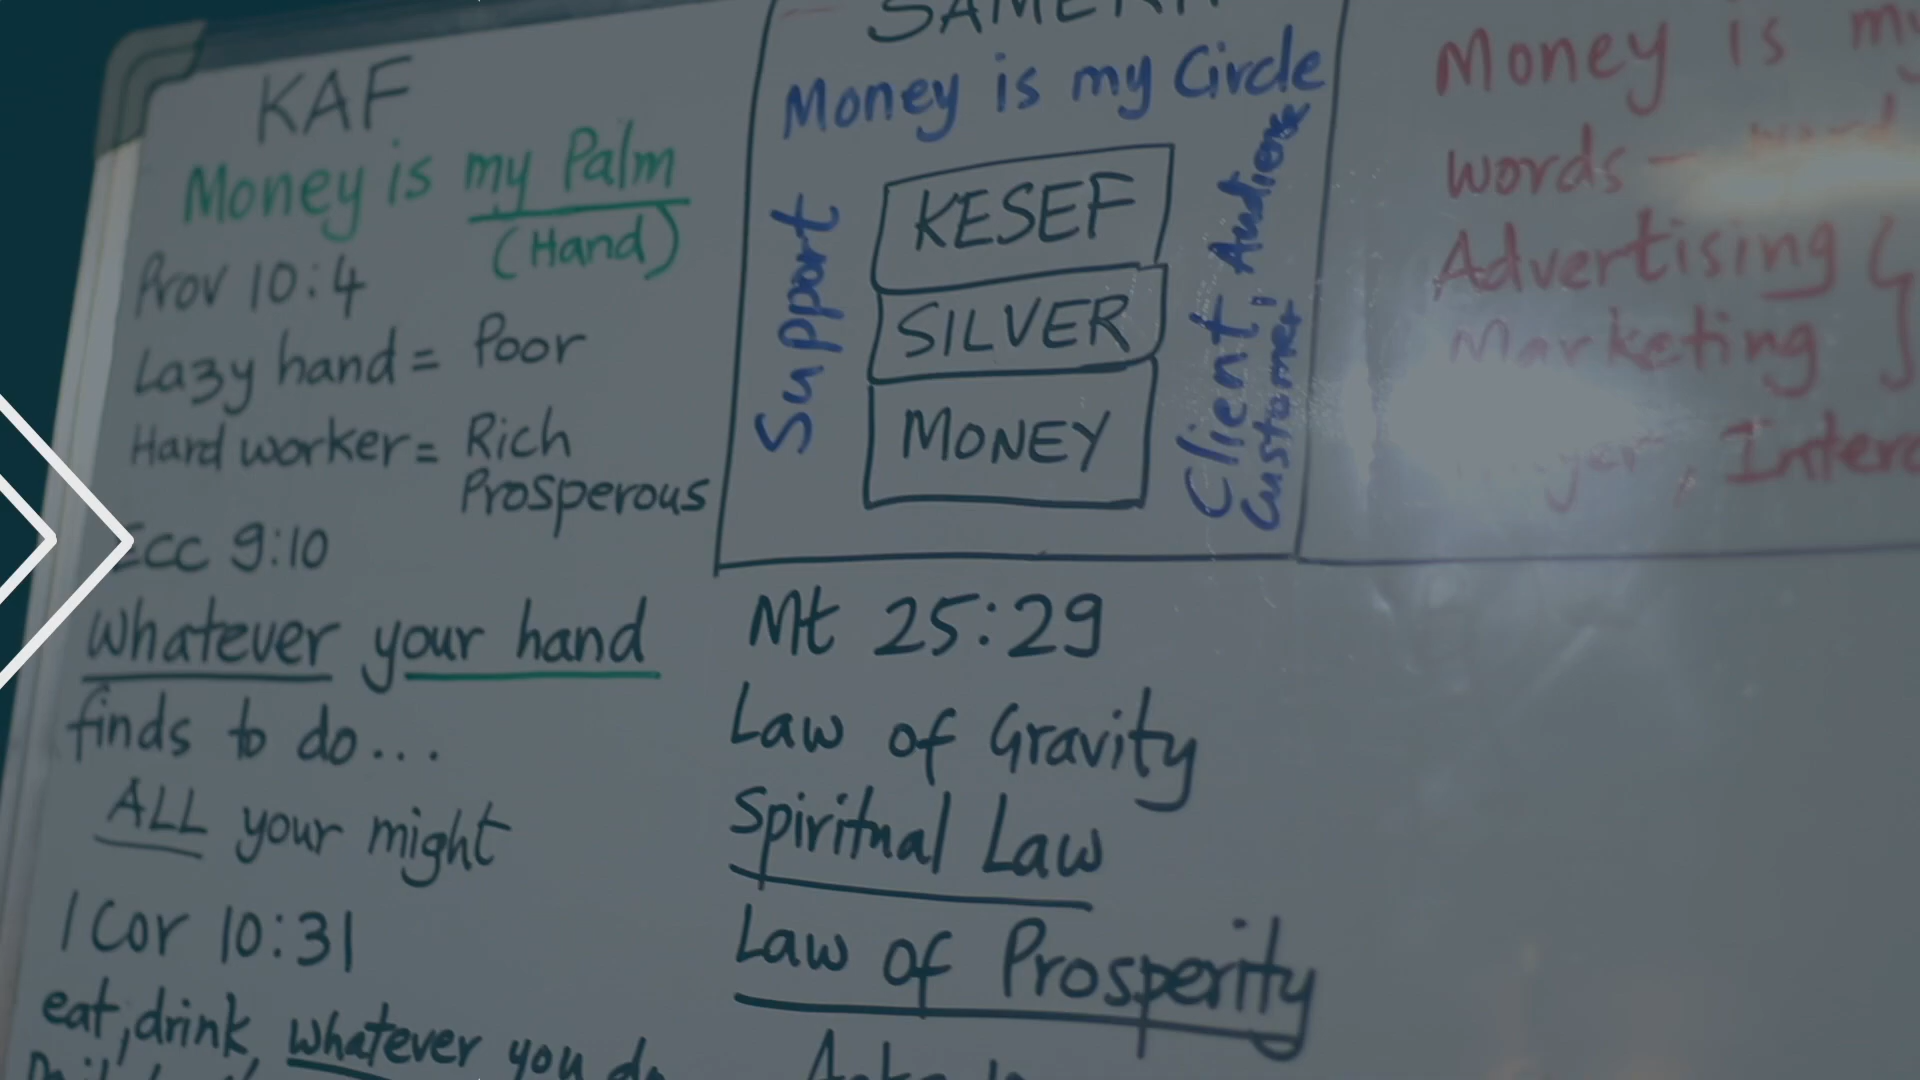 KAF
Money is my Palm
(Hand)
Prov 10:4
Lazy hand = Poor
Hard worker = Rich
Prosperous
Ecc 9:10
Whatever your hand
finds to do...
ALL your might
1 Cor 10:31
eat, drink, whatever you do
Money is my Circle
Support
KESEF
SILVER
MONEY
Client, Audience
Customer
Mt 25:29
Law of Gravity
Spiritual Law
Law of Prosperity
Money is my
words -
Advertising
Marketing